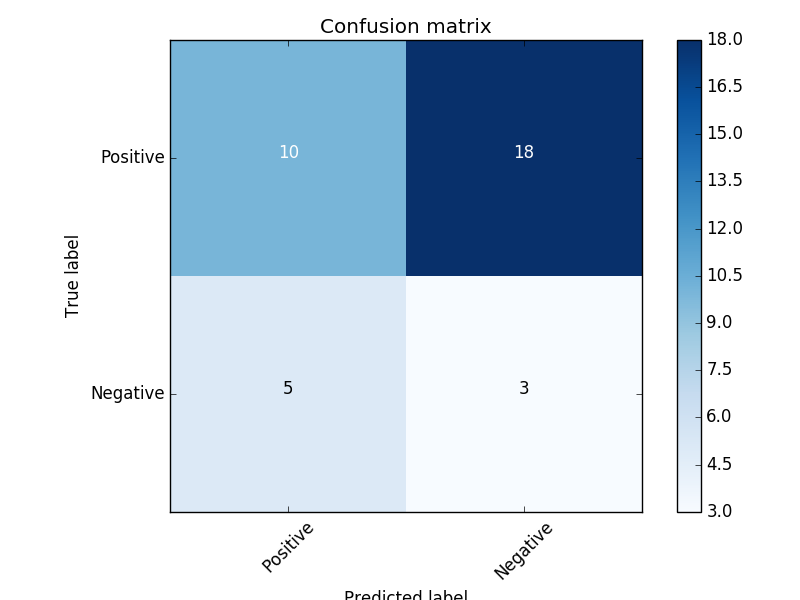 Confusion matrix
Positive
10
18
Negative
5
3
True label
Positive
Negative
Predicted label
18.0
16.5
15.0
13.5
12.0
10.5
9.0
7.5
6.0
4.5
3.0